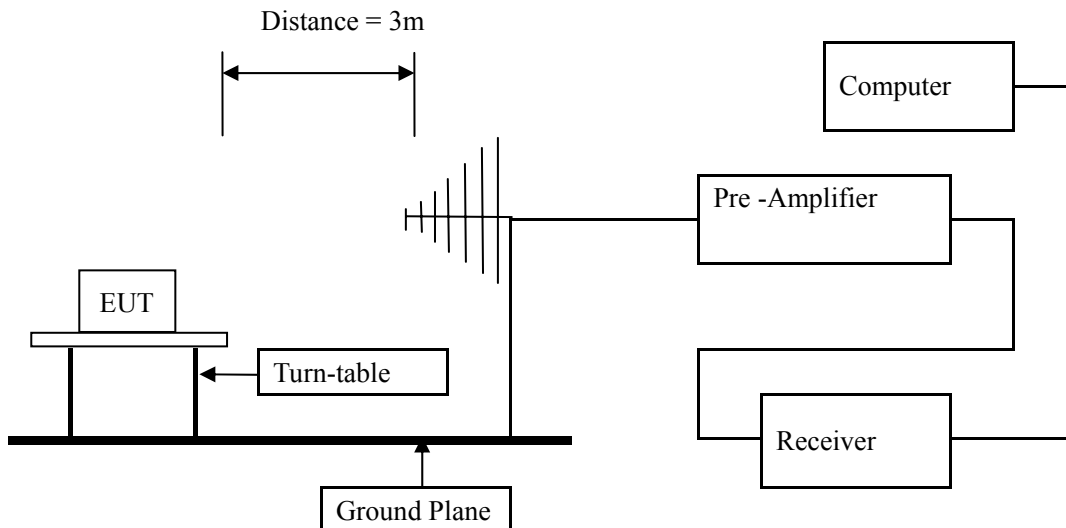 Distance = 3m
Computer
Pre -Amplifier
EUT
Turn-table
Receiver
Ground Plane